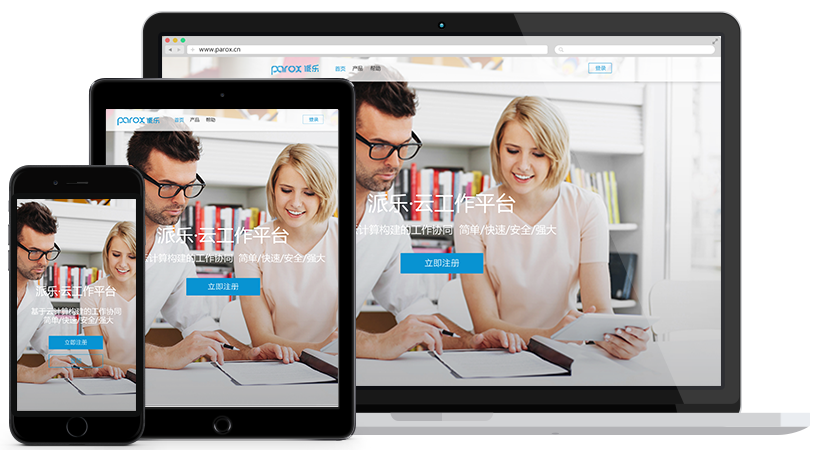 www.parox.cn
parox 派乐 首页 产品 帮助 登录
派乐·云工作平台
计算构建的工作协同 简单/快速/安全/强大
立即注册
parox 派乐 首页 产品 帮助 登录
派乐·云工作平台
计算构建的工作协同 简单/快速/安全/强大
立即注册
派乐·云工作平台
基于云计算构建的工作协同
简单/快速/安全/强大
立即注册